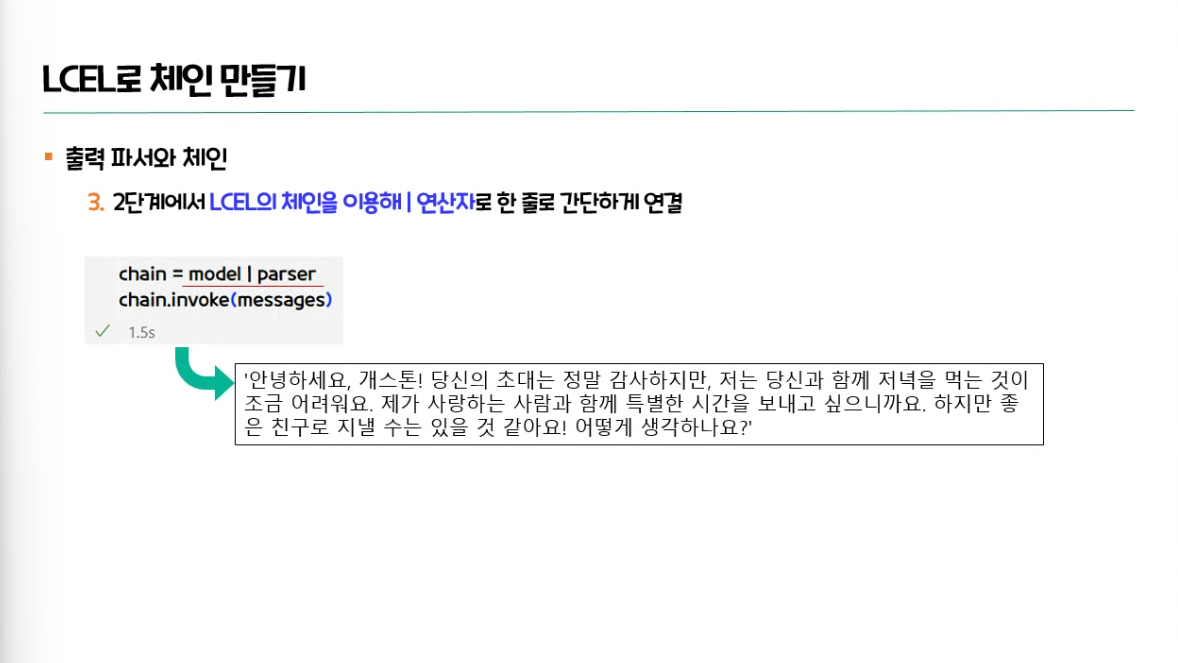 LCEL로 체인 만들기
▪ 출력 파서와 체인
3. 2단계에서 LCEL의 체인을 이용해 | 연산자로 한 줄로 간단하게 연결
chain = model | parser
chain.invoke(messages)
✓ 1.5s
'안녕하세요, 개스톤! 당신의 초대는 정말 감사하지만, 저는 당신과 함께 저녁을 먹는 것이
조금 어려워요. 제가 사랑하는 사람과 함께 특별한 시간을 보내고 싶으니까요. 하지만 좋
은 친구로 지낼 수는 있을 것 같아요! 어떻게 생각하나요?'